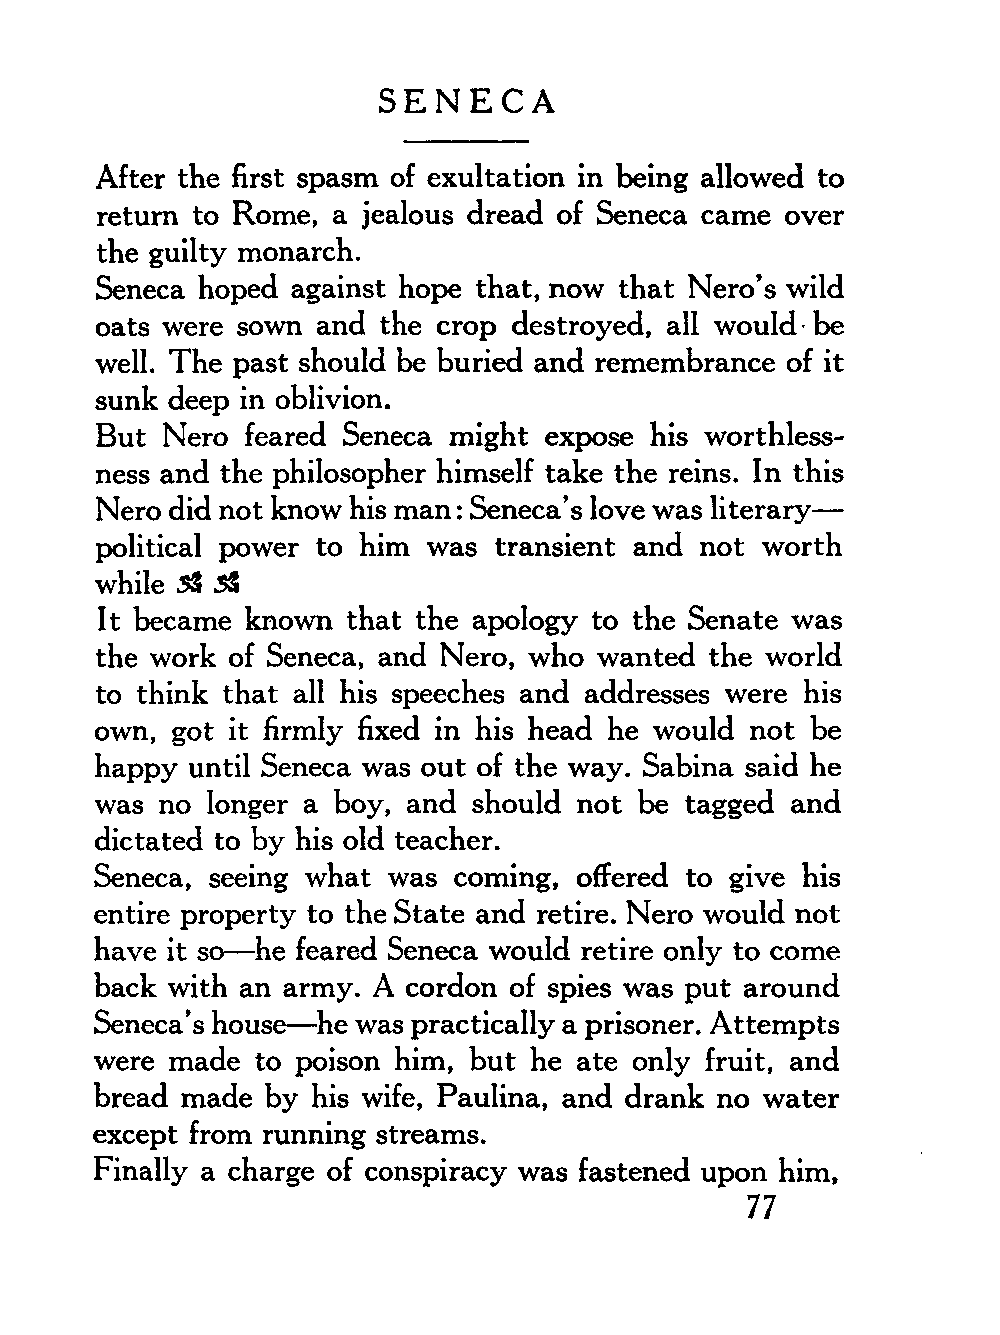 SENECA
After the first spasm of exultation in being allowed to
return to Rome, a jealous dread of Seneca came over
the guilty monarch.
Seneca hoped against hope that, now that Nero's wild
oats were sown and the crop destroyed, all would be
well. The past should be buried and remembrance of it
sunk deep in oblivion.
But Nero feared Seneca might expose his worthless-
ness and the philosopher himself take the reins. In this
Nero did not know his man: Seneca's love was literary—
political power to him was transient and not worth
while
It became known that the apology to the Senate was
the work of Seneca, and Nero, who wanted the world
to think that all his speeches and addresses were his
own, got it firmly fixed in his head he would not be
happy until Seneca was out of the way. Sabina said he
was no longer a boy, and should not be tagged and
dictated to by his old teacher.
Seneca, seeing what was coming, offered to give his
entire property to the State and retire. Nero would not
have it so—he feared Seneca would retire only to come
back with an army. A cordon of spies was put around
Seneca's house—he was practically a prisoner. Attempts
were made to poison him, but he ate only fruit, and
bread made by his wife, Paulina, and drank no water
except from running streams.
Finally a charge of conspiracy was fastened upon him,
77